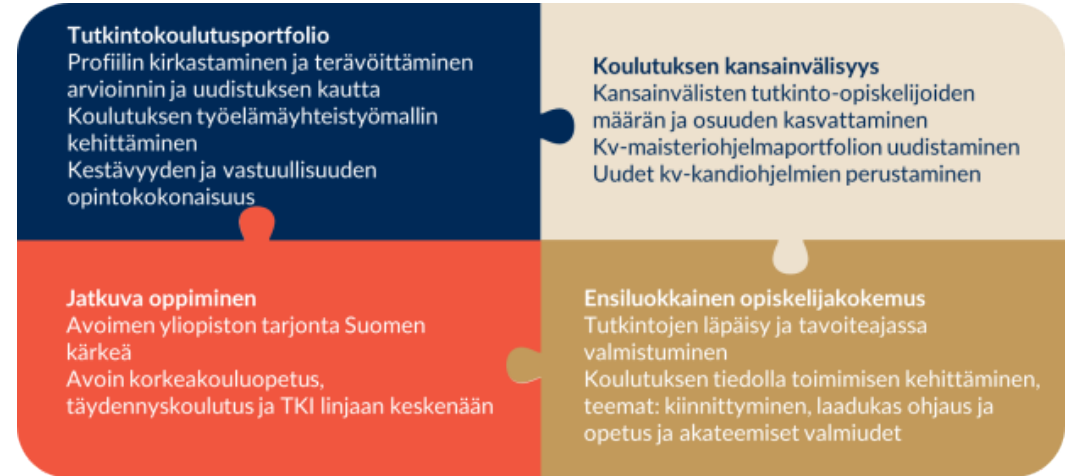 Tutkintokoulutusportfolio
Profiilin kirkastaminen ja terävöittäminen
arvioinnin ja uudistuksen kautta
Koulutuksen työelämäyhteistyömallin
kehittäminen
Kestävyyden ja vastuullisuuden
opintokokonaisuus
Koulutuksen kansainvälisyys
Kansainvälisten tutkinto-opiskelijoiden
määrän ja osuuden kasvattaminen
Kv-maisteriohjelmaportfolion uudistaminen
Uudet kv-kandiohjelmien perustaminen
Jatkuva oppiminen
Avoimen yliopiston tarjonta Suomen
kärkeä
Avoin korkeakouluopetus,
täydennyskoulutus ja TKI linjaan keskenään
Ensiluokkainen opiskelijakokemus
Tutkintojen läpäisy ja tavoiteajassa
valmistuminen
Koulutuksen tiedolla toimimisen kehittäminen,
teemat: kiinnittyminen, laadukas ohjaus ja
opetus ja akateemiset valmiudet